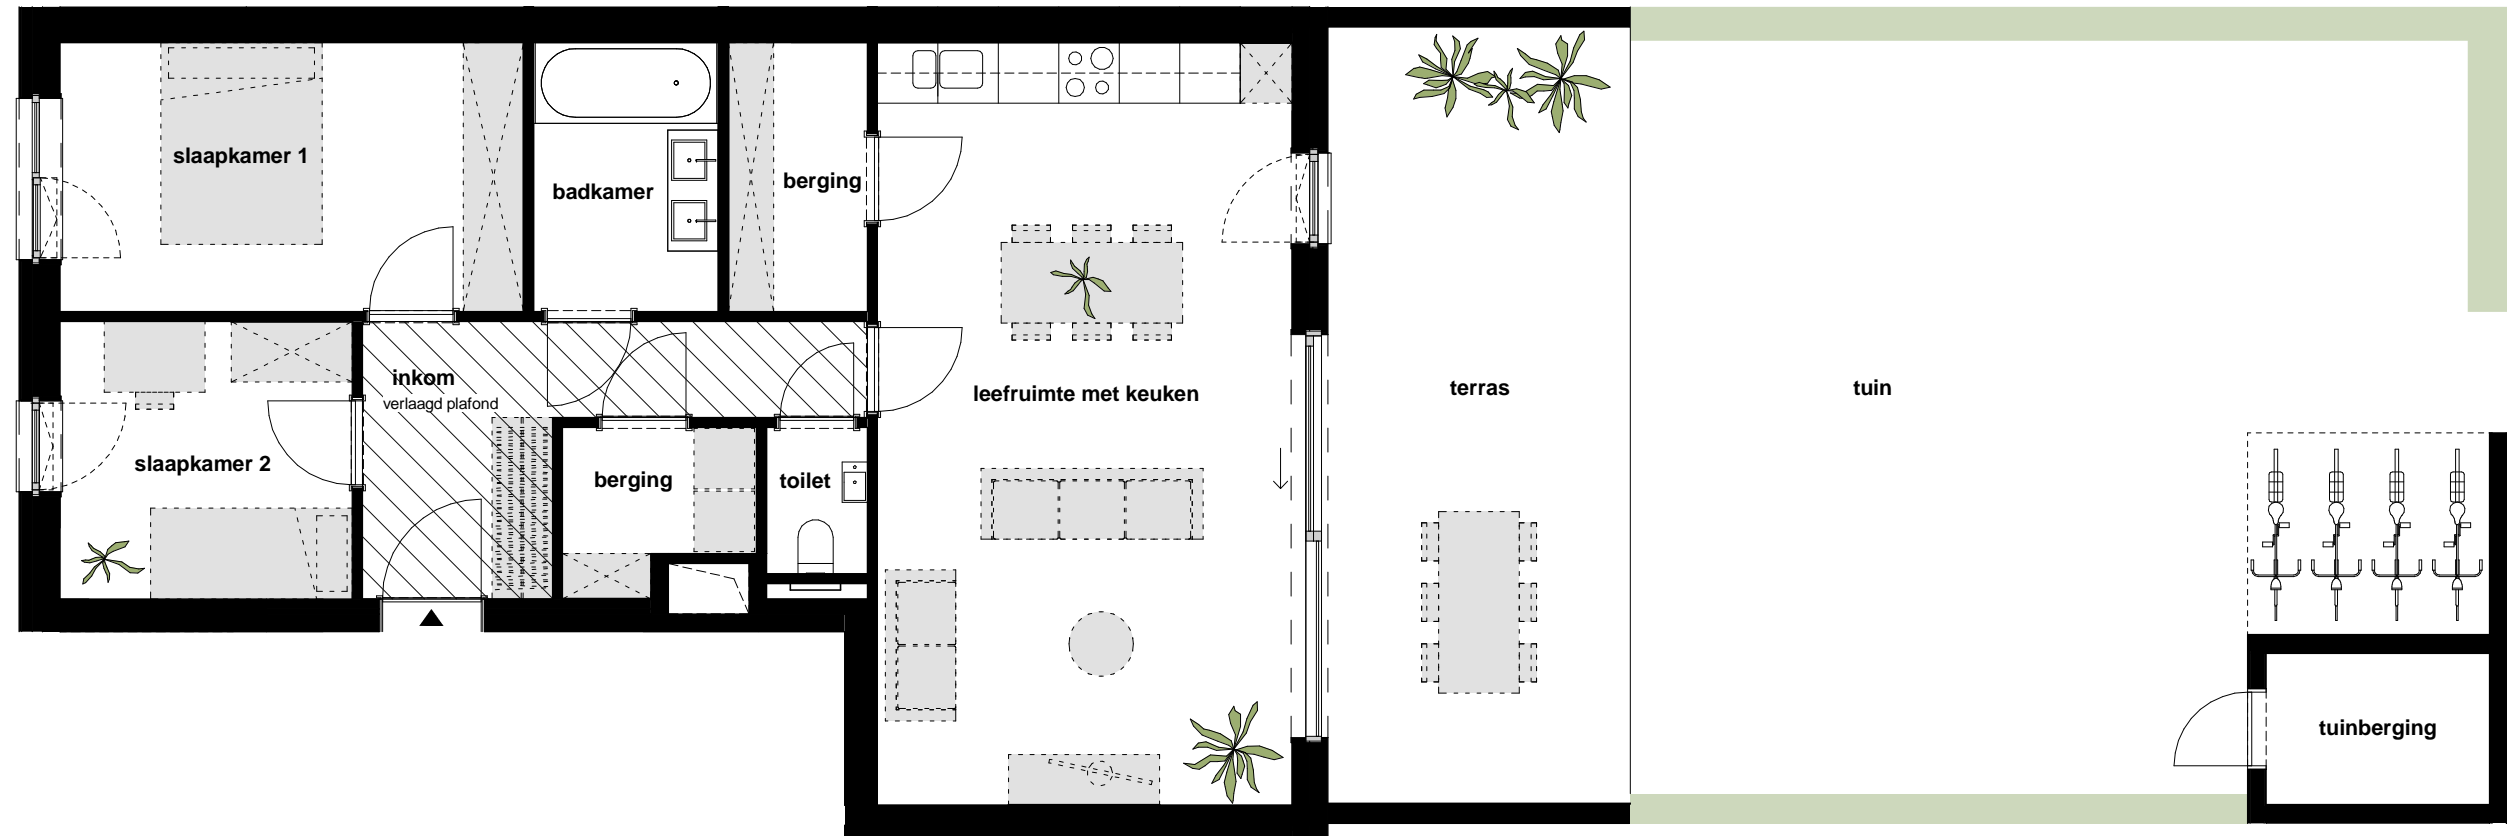 slaapkamer 1
badkamer
berging
inkom
verlaagd plafond
leefruimte met keuken
terras
tuin
slaapkamer 2
berging
toilet
tuinberging